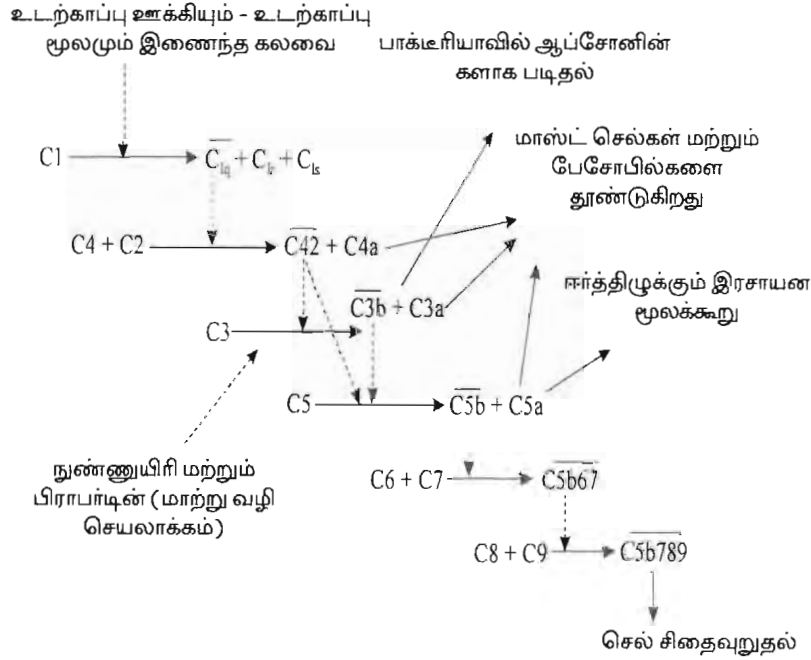 உடற்காப்பு ஊக்கியும் - உடற்காப்பு
மூலமும் இணைந்த கலவை
பாக்டீரியாவில் ஆப்சோனின்
களாக படிதல்
மாஸ்ட் செல்கள் மற்றும்
பேசோபில்களை
தூண்டுகிறது
C1
C1q + C1r + C1s
C4 + C2
C42 + C4a
ஈர்த்திழுக்கும் இரசாயன
மூலக்கூறு
C3b + C3a
C3
C5
C5b + C5a
நுண்ணுயிரி மற்றும்
பிராபர்டின் (மாற்று வழி
செயலாக்கம்)
C6 + C7
C5b67
C8 + C9
C5b789
செல் சிதைவுறுதல்